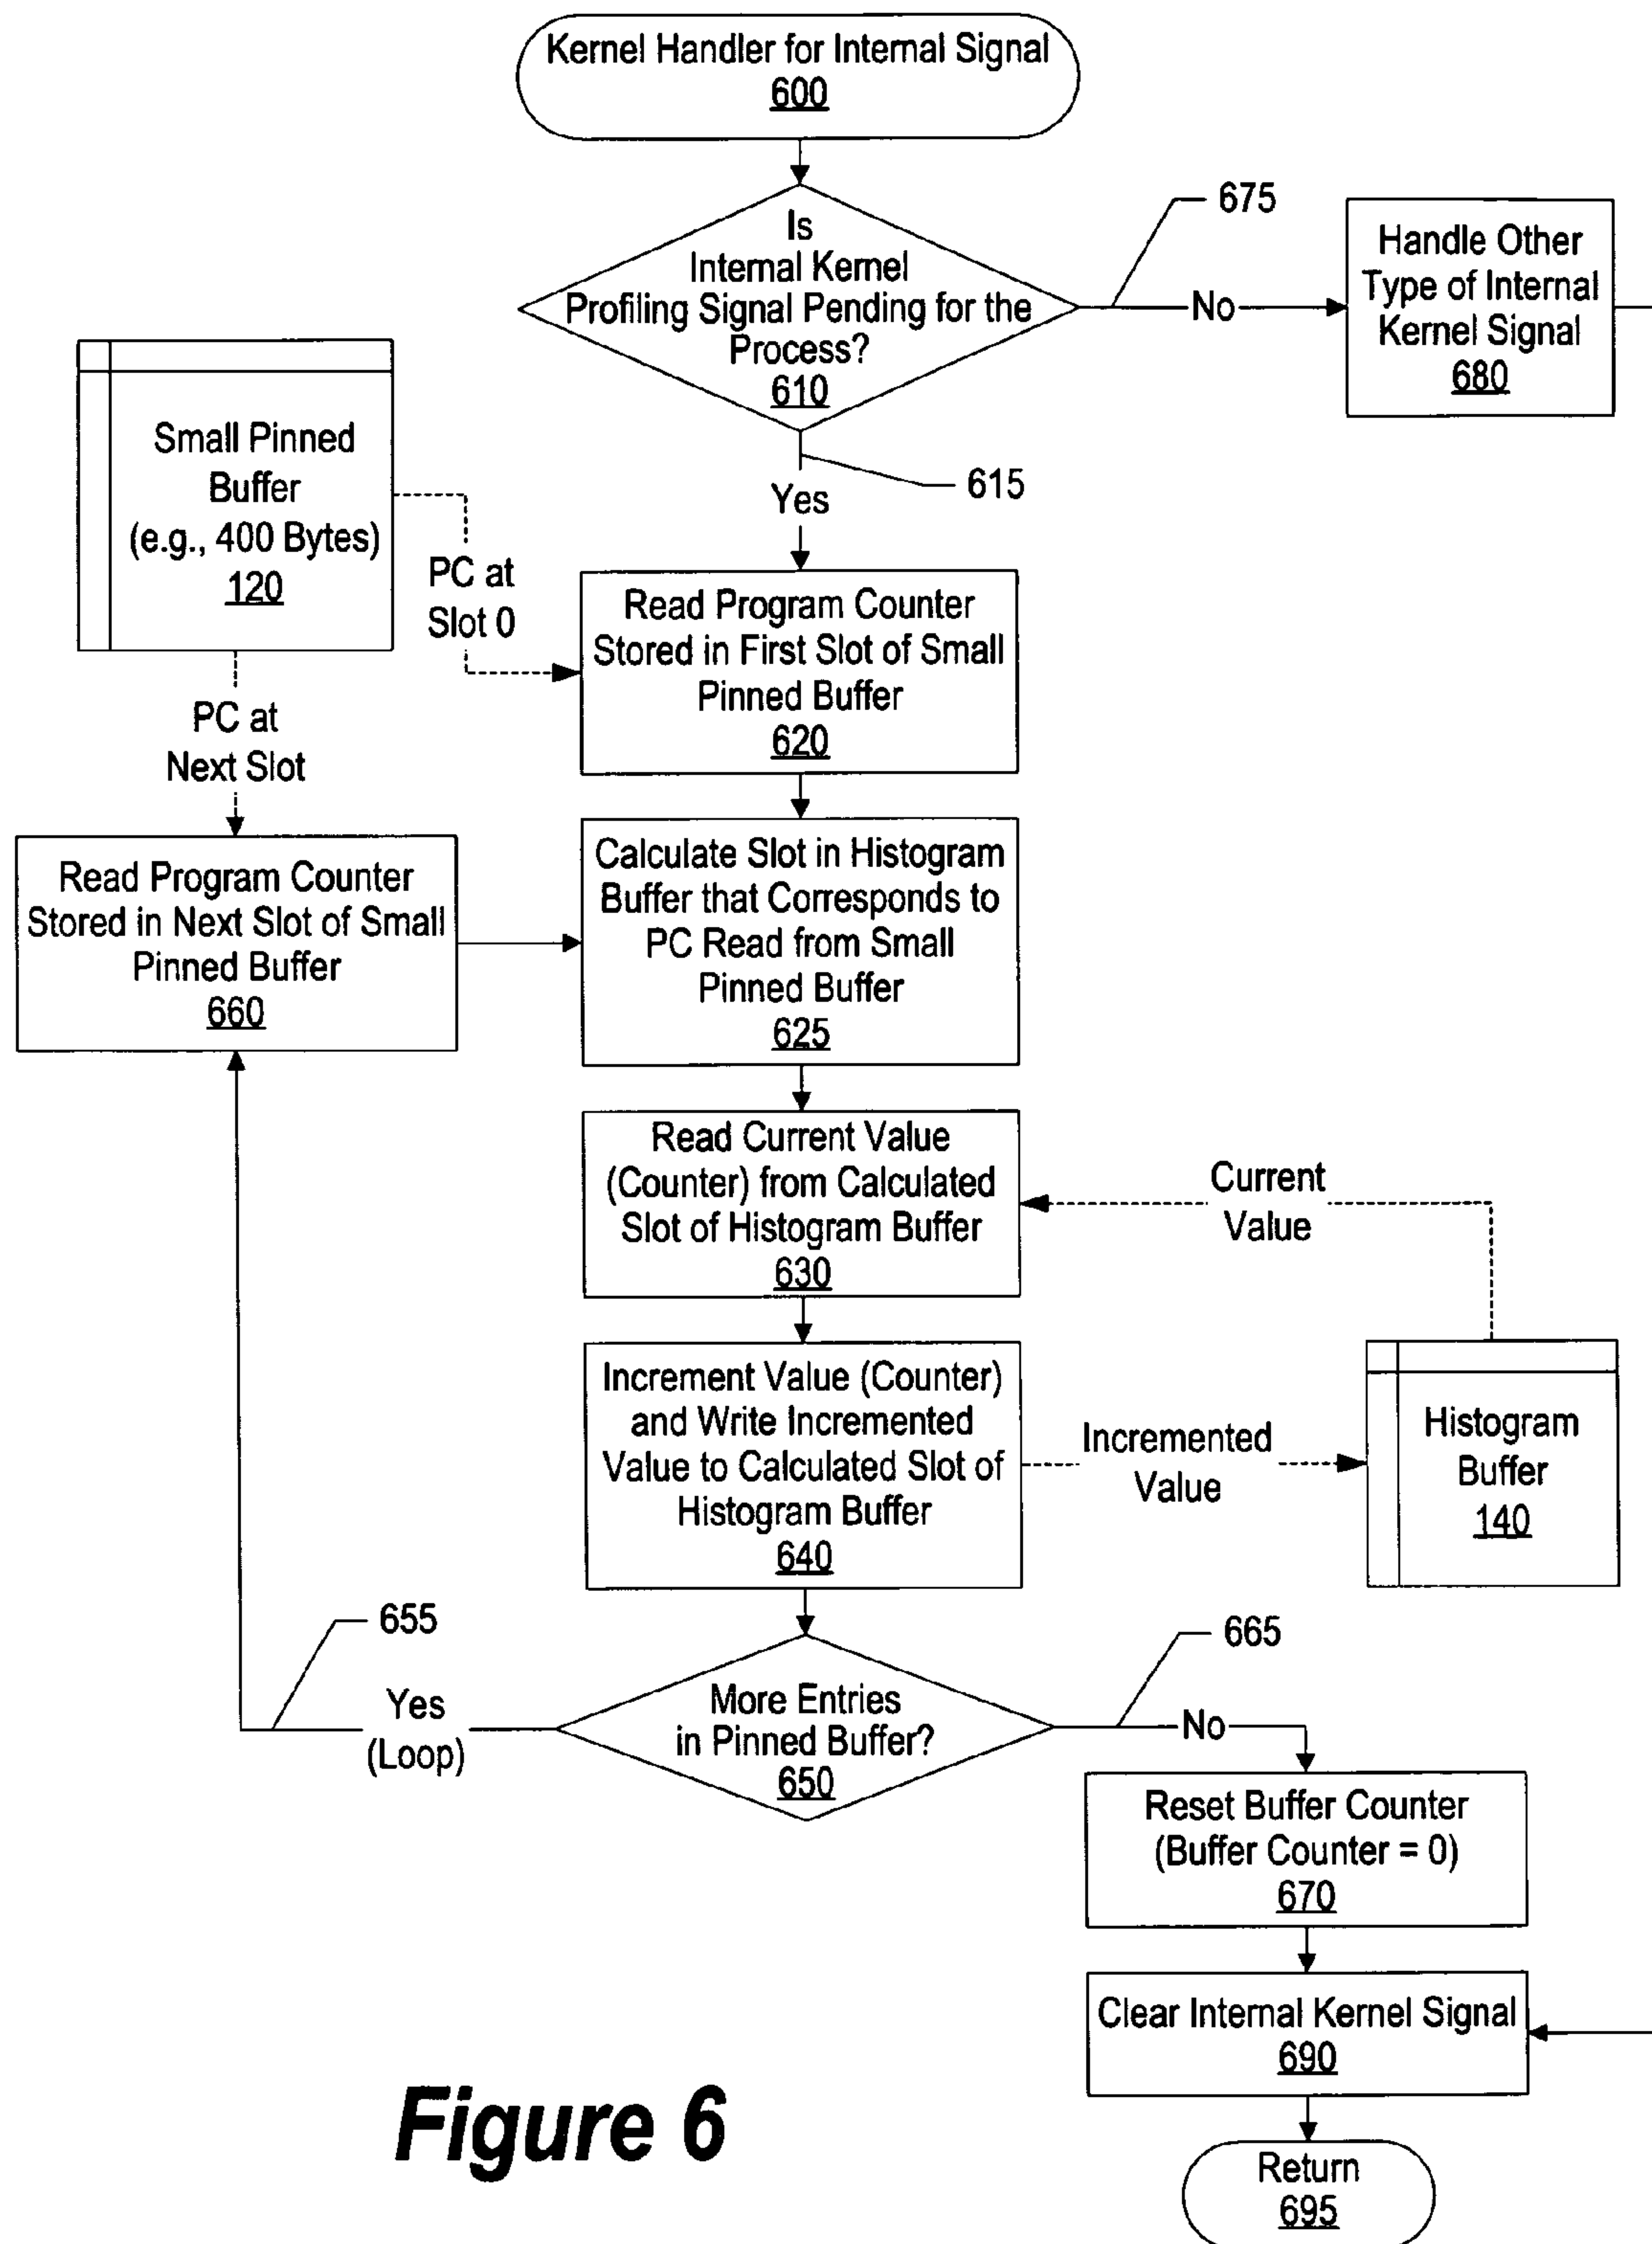 Kernel Handler for Internal Signal
600
Is
Internal Kernel
Profiling Signal Pending for the
Process?
610
675
No
Handle Other
Type of Internal
Kernel Signal
680
615
Yes
Small Pinned
Buffer
(e.g., 400 Bytes)
120
PC at
Slot 0
PC at
Next Slot
Read Program Counter
Stored in First Slot of Small
Pinned Buffer
620
Read Program Counter
Stored in Next Slot of Small
Pinned Buffer
660
Calculate Slot in Histogram
Buffer that Corresponds to
PC Read from Small
Pinned Buffer
625
Read Current Value
(Counter) from Calculated
Slot of Histogram Buffer
630
Current
Value
Increment Value (Counter)
and Write Incremented
Value to Calculated Slot of
Histogram Buffer
640
Incremented
Value
Histogram
Buffer
140
655
Yes
(Loop)
More Entries
in Pinned Buffer?
650
665
No
Reset Buffer Counter
(Buffer Counter = 0)
670
Clear Internal Kernel Signal
690
Return
695
Figure 6